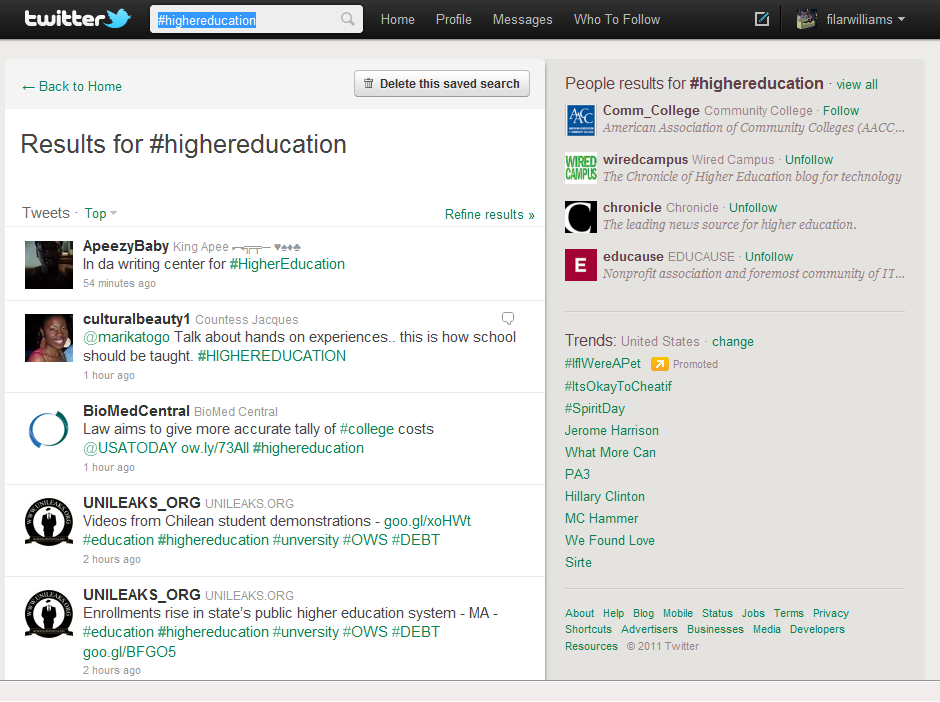 twitter
#highereducation
Home Profile Messages Who To Follow
filarwilliams
← Back to Home
Delete this saved search
Results for #highereducation
Tweets · Top
Refine results »
ApeezyBaby King Apee ♥♠♦♣
In da writing center for #HigherEducation
54 minutes ago
culturalbeauty1 Countess Jacques
@marikatogo Talk about hands on experiences.. this is how school
should be taught. #HIGHEREDUCATION
1 hour ago
BioMedCentral BioMed Central
Law aims to give more accurate tally of #college costs
@USATODAY ow.ly/73All #highereducation
1 hour ago
UNILEAKS_ORG UNILEAKS.ORG
Videos from Chilean student demonstrations - goo.gl/xoHWt
#education #highereducation #unversity #OWS #DEBT
2 hours ago
UNILEAKS_ORG UNILEAKS.ORG
Enrollments rise in state's public higher education system - MA -
#education #highereducation #unversity #OWS #DEBT
goo.gl/BFGO5
2 hours ago
People results for #highereducation · view all
AAC
Comm_College Community College · Follow
American Association of Community Colleges (AACC,...
WIRED
CAMPUS
wiredcampus Wired Campus · Unfollow
The Chronicle of Higher Education blog for technology
C
chronicle Chronicle · Unfollow
The leading news source for higher education.
E
educause EDUCAUSE · Unfollow
Nonprofit association and foremost community of IT...
Trends: United States · change
#IfIWereAPet Promoted
#ItsOkayToCheatif
#SpiritDay
Jerome Harrison
What More Can
PA3
Hillary Clinton
MC Hammer
We Found Love
Sirte
About Help Blog Mobile Status Jobs Terms Privacy
Shortcuts Advertisers Businesses Media Developers
Resources © 2011 Twitter